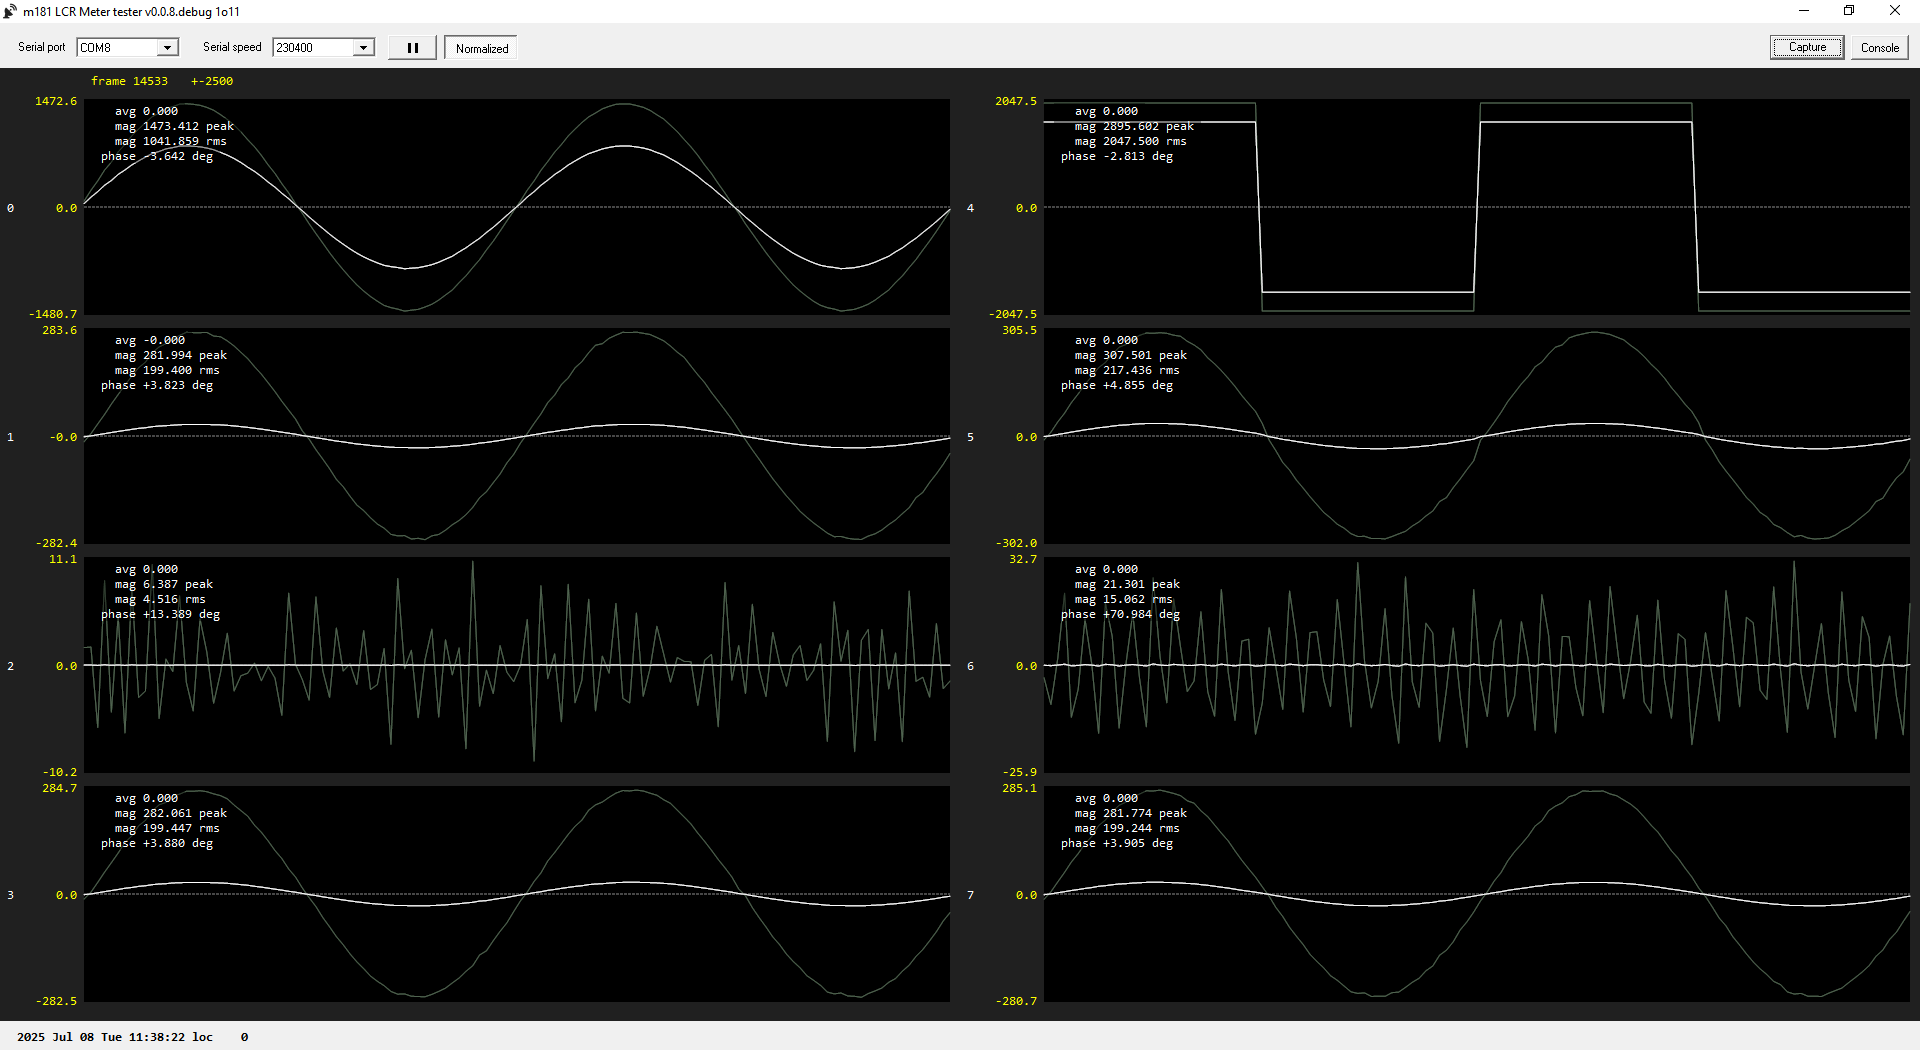 m181 LCR Meter tester v0.0.8.debug 1o11
Serial port COM8 Serial speed 230400 Normalized Capture Console
frame 14533 +-2500
1472.6
avg 0.000
mag 1473.412 peak
mag 1041.859 rms
phase -3.642 deg
0 0.0
-1480.7
283.6
avg -0.000
mag 281.994 peak
mag 199.400 rms
phase +3.823 deg
1 -0.0
-282.4
11.1
avg 0.000
mag 6.387 peak
mag 4.516 rms
phase +13.389 deg
2 0.0
-10.2
284.7
avg 0.000
mag 282.061 peak
mag 199.447 rms
phase +3.880 deg
3 0.0
-282.5
2047.5
avg 0.000
mag 2895.602 peak
mag 2047.500 rms
phase -2.813 deg
4 0.0
-2047.5
305.5
avg 0.000
mag 307.501 peak
mag 217.436 rms
phase +4.855 deg
5 0.0
-302.0
32.7
avg 0.000
mag 21.301 peak
mag 15.062 rms
phase +70.984 deg
6 0.0
-25.9
285.1
avg 0.000
mag 281.774 peak
mag 199.244 rms
phase +3.905 deg
7 0.0
-280.7
2025 Jul 08 Tue 11:38:22 loc 0